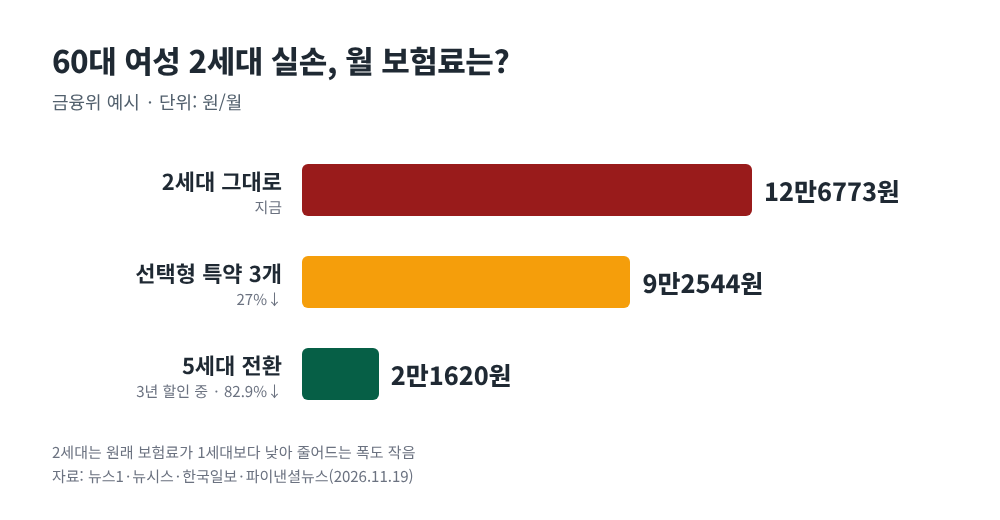 60대 여성 2세대 실손, 월 보험료는?
금융위 예시 · 단위: 원/월
2세대 그대로
지금
12만6773원
선택형 특약 3개
27%↓
9만2544원
5세대 전환
3년 할인 중 · 82.9%↓
2만1620원
2세대는 원래 보험료가 1세대보다 낮아 줄어드는 폭도 작음
자료: 뉴스1·뉴시스·한국일보·파이낸셜뉴스(2026.11.19)